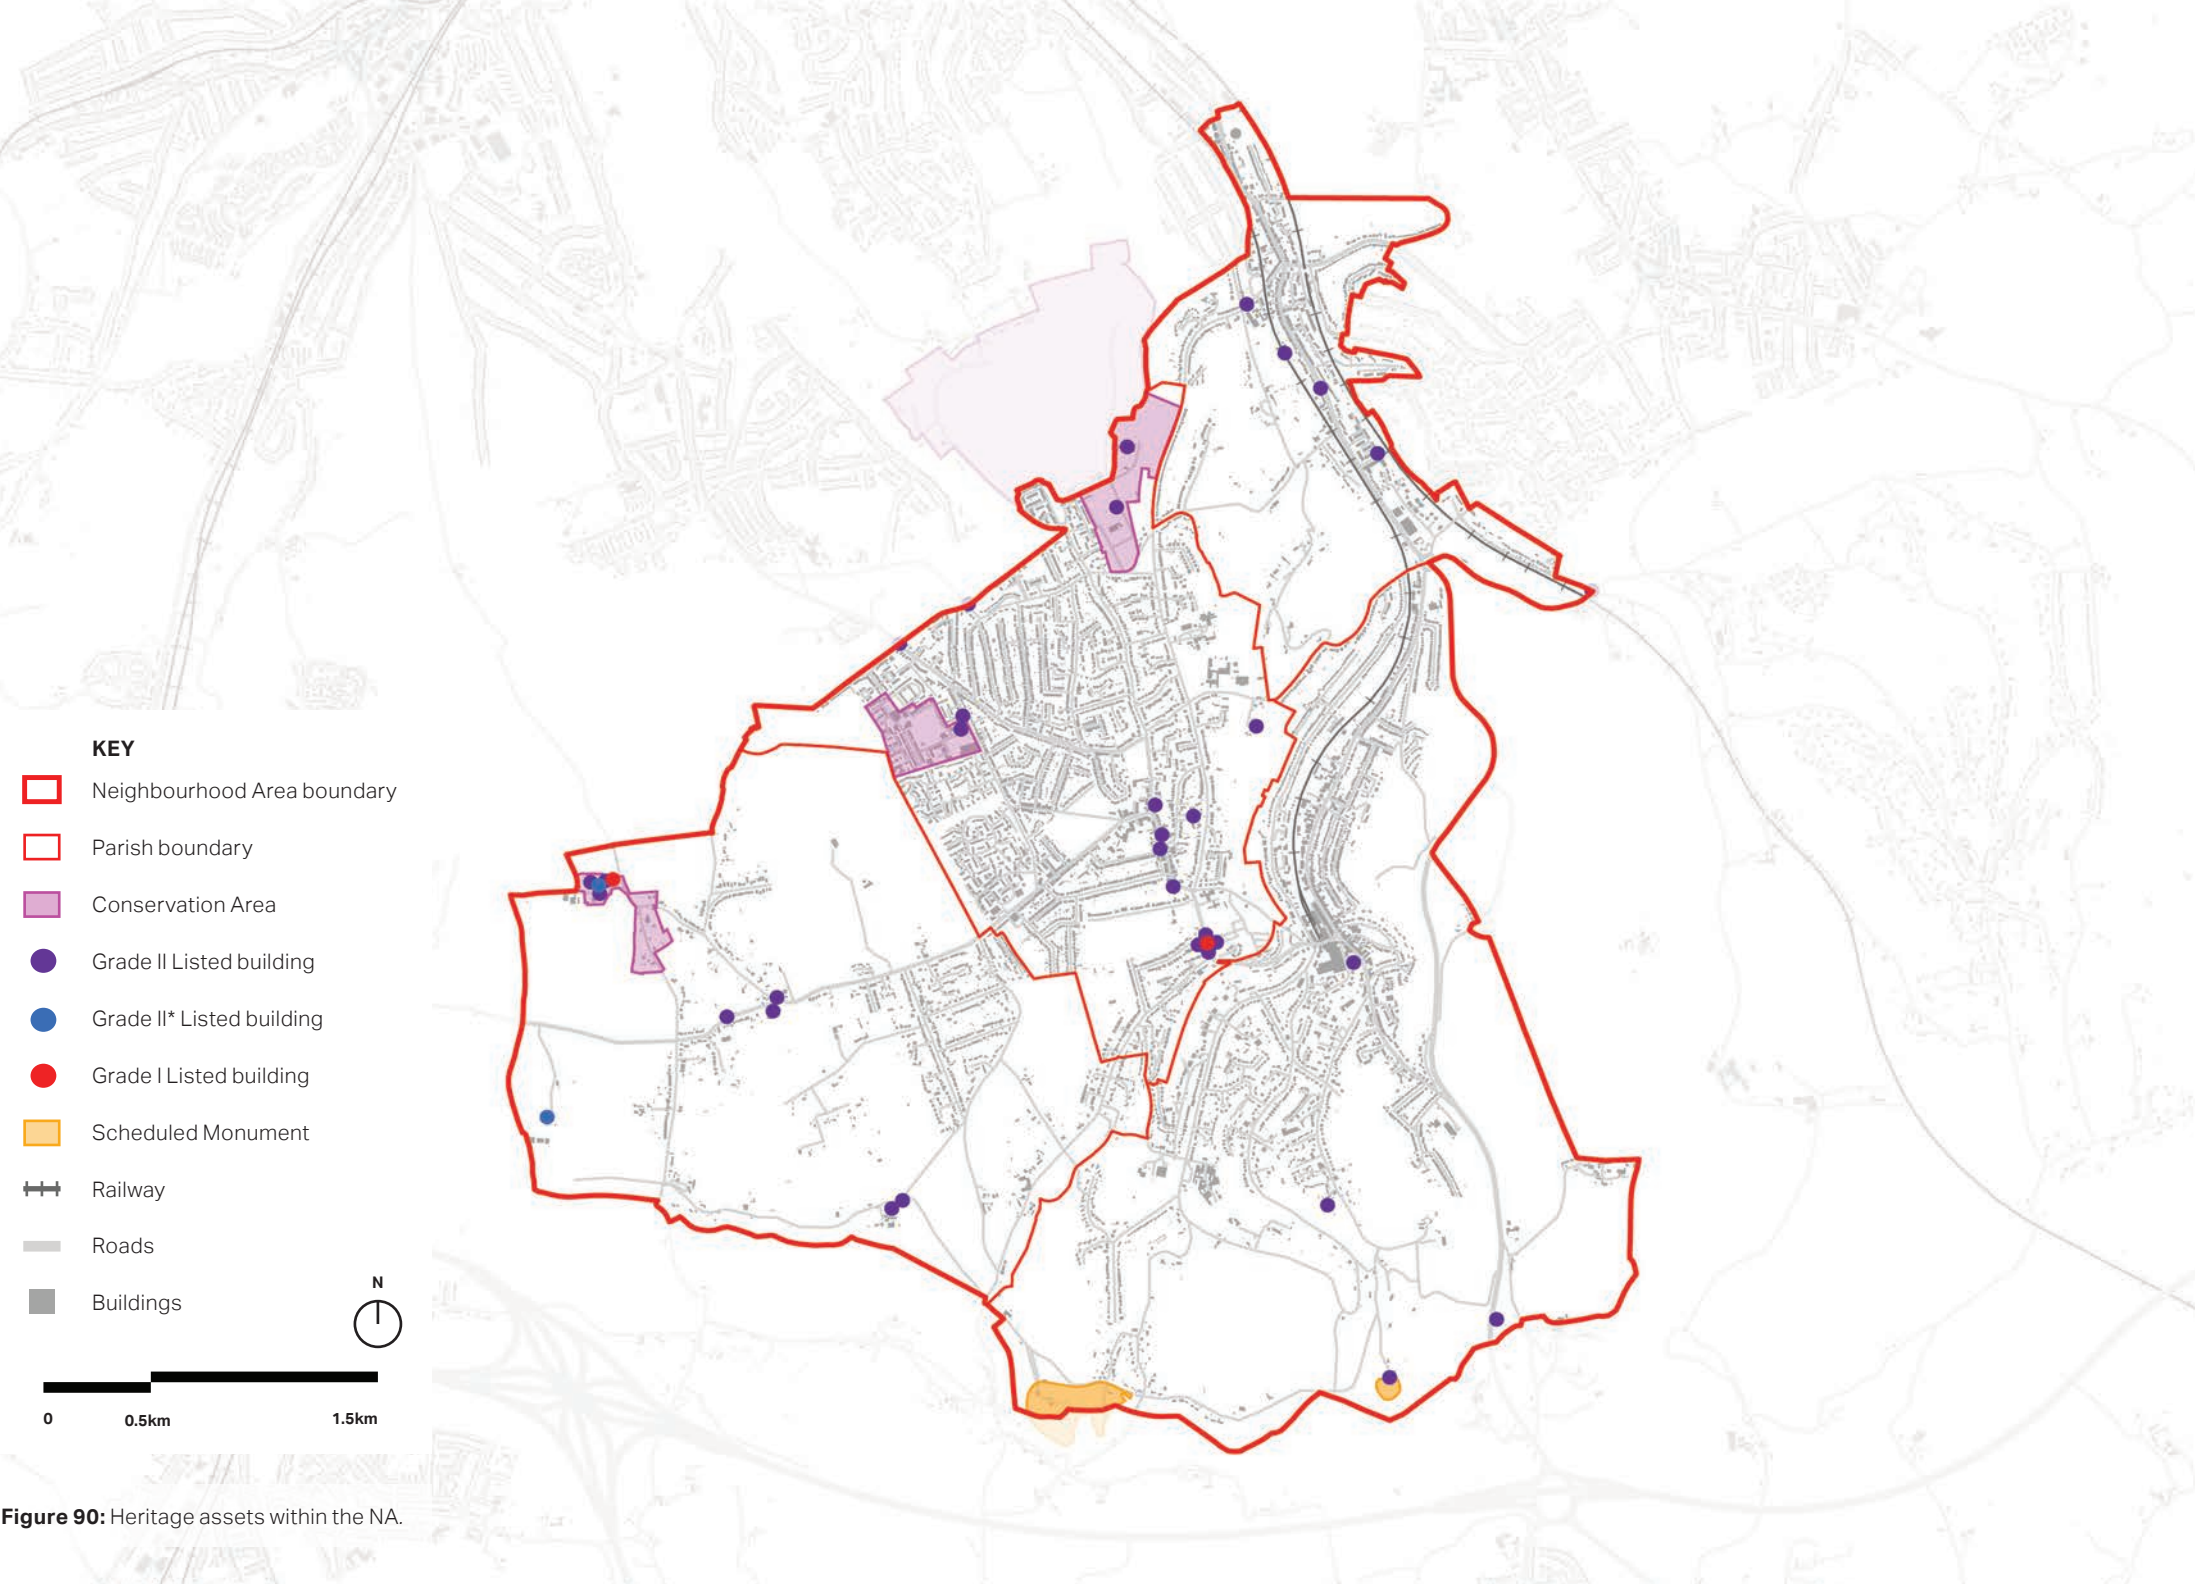 KEY
Neighbourhood Area boundary
Parish boundary
Conservation Area
Grade II Listed building
Grade II* Listed building
Grade I Listed building
Scheduled Monument
Railway
Roads
Buildings
N
0 0.5km 1.5km
Figure 90: Heritage assets within the NA.